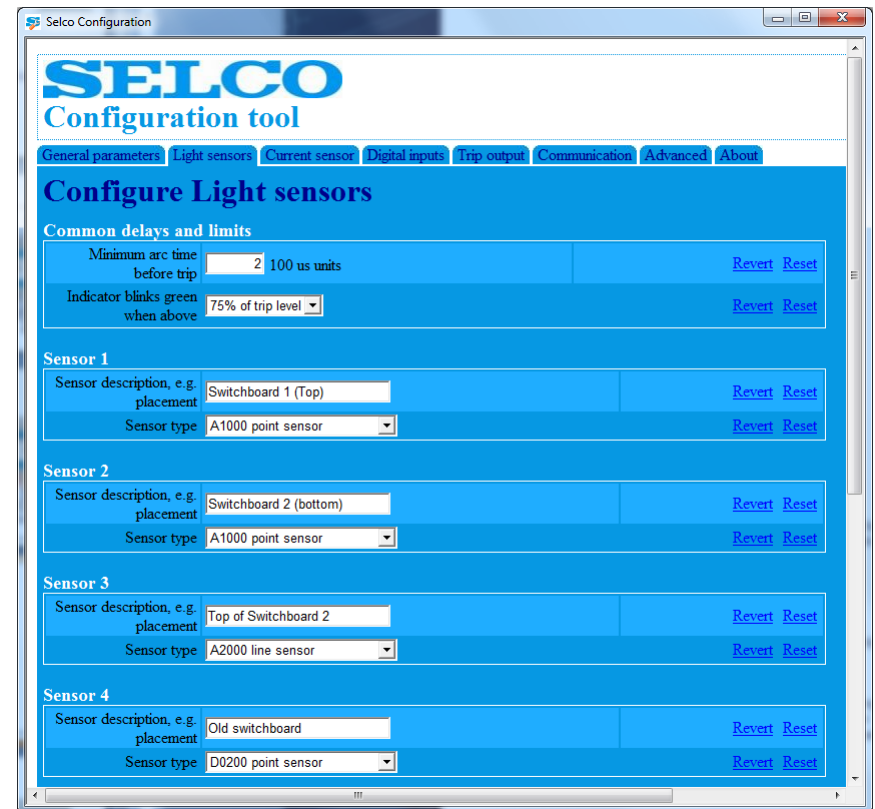 Selco Configuration
SELCO
Configuration tool
General parameters Light sensors Current sensor Digital inputs Trip output Communication Advanced About
Configure Light sensors
Common delays and limits
Minimum arc time
before trip 2 100 us units Revert Reset
Indicator blinks green
when above 75% of trip level Revert Reset
Sensor 1
Sensor description, e.g.
placement Switchboard 1 (Top) Revert Reset
Sensor type A1000 point sensor Revert Reset
Sensor 2
Sensor description, e.g.
placement Switchboard 2 (bottom) Revert Reset
Sensor type A1000 point sensor Revert Reset
Sensor 3
Sensor description, e.g.
placement Top of Switchboard 2 Revert Reset
Sensor type A2000 line sensor Revert Reset
Sensor 4
Sensor description, e.g.
placement Old switchboard Revert Reset
Sensor type D0200 point sensor Revert Reset